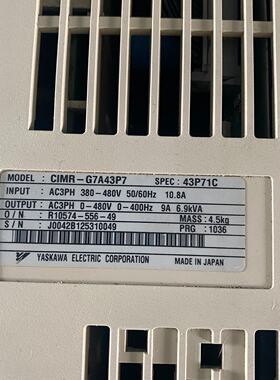 MODEL : CIMR-G7A43P7 SPEC : 43P71C
INPUT : AC3PH 380-480V 50/60Hz 10.8A
OUTPUT : AC3PH 0-480V 0-400Hz 9A 6.9kVA
O / N : R10574-556-49 MASS : 4.5kg
S / N : J0042B125310049 PRG : 1036
YASKAWA ELECTRIC CORPORATION MADE IN JAPAN